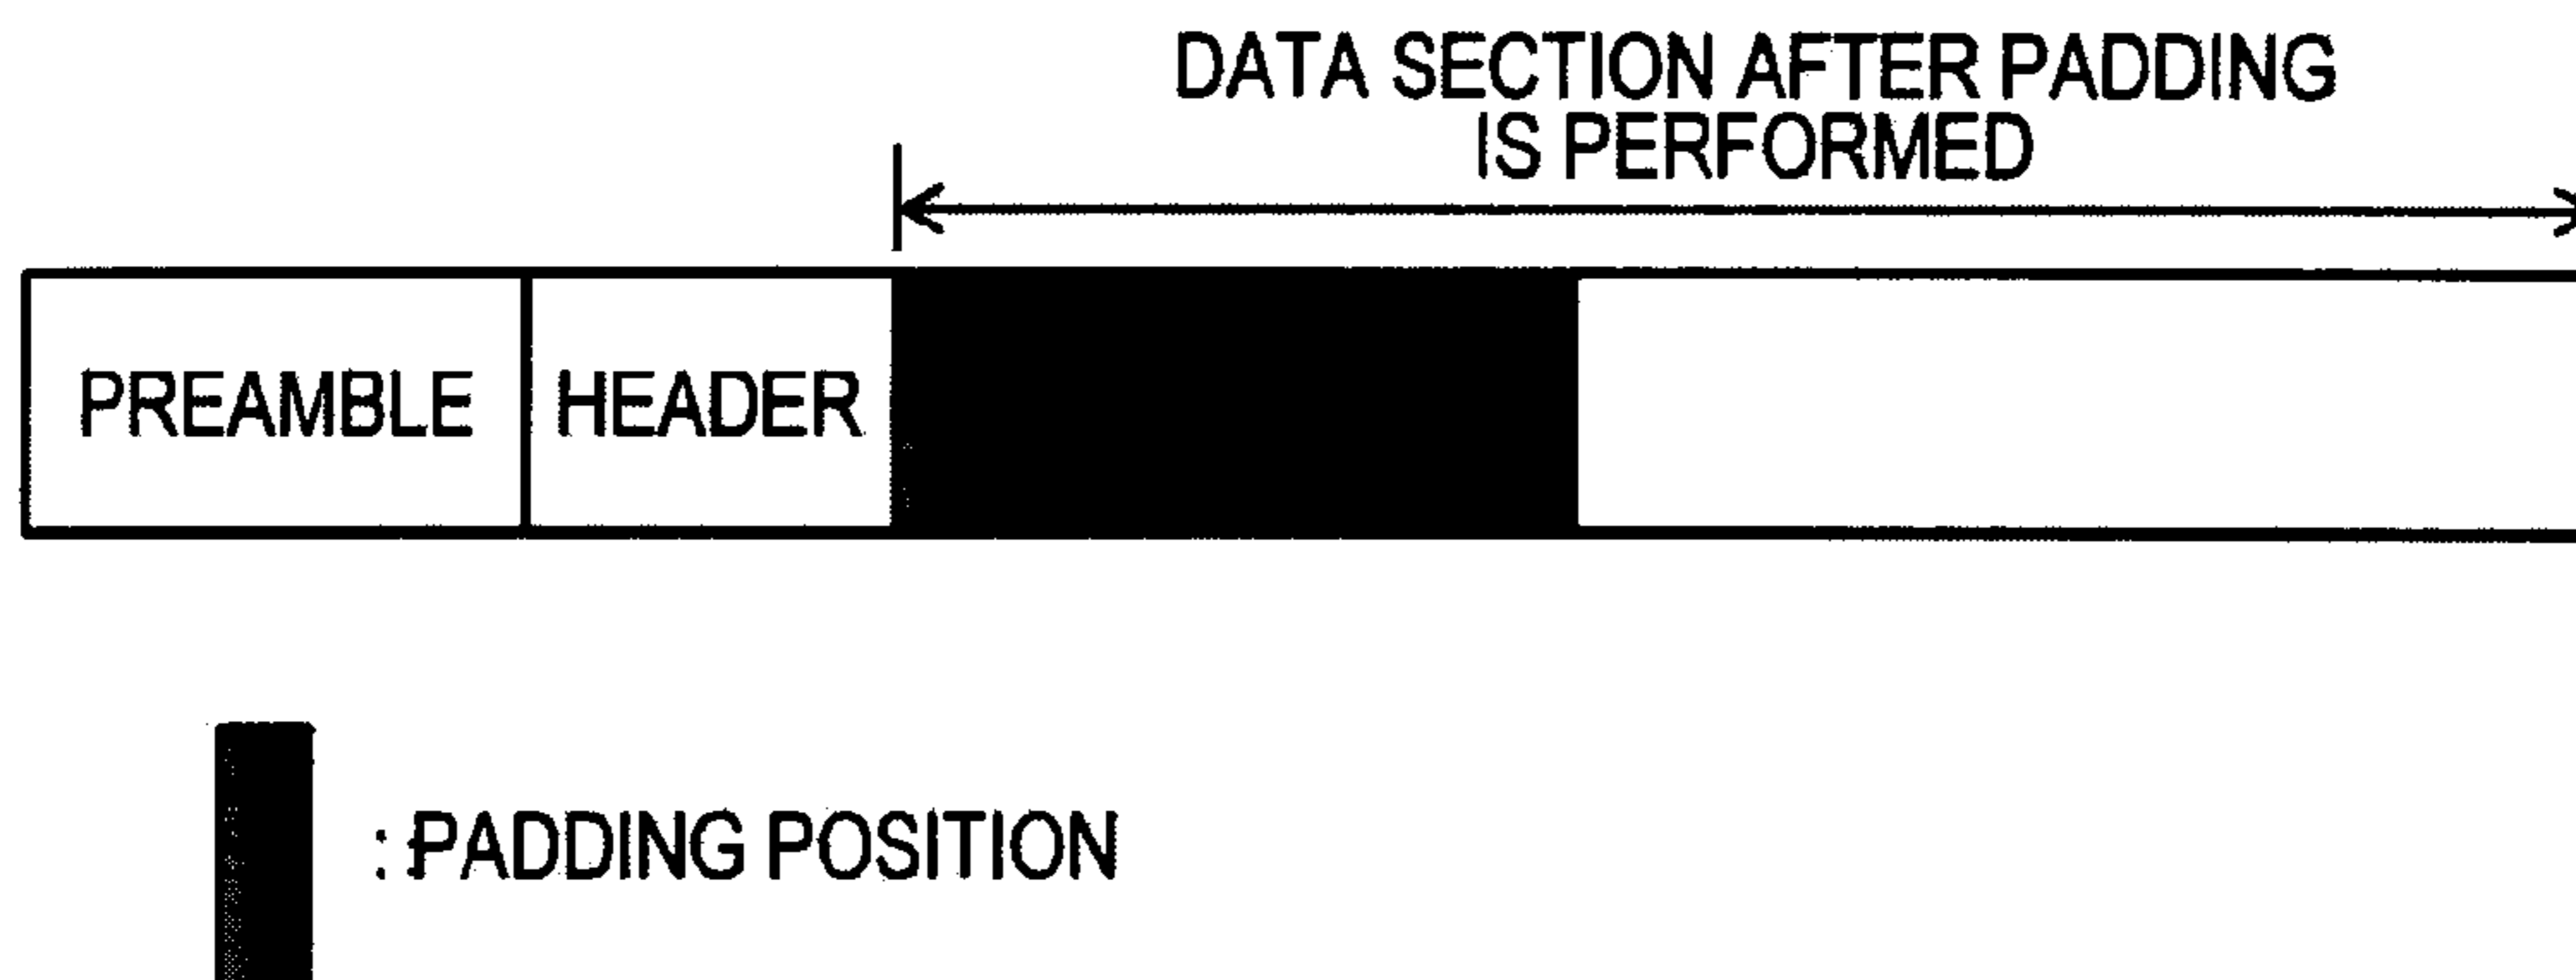 DATA SECTION AFTER PADDING
IS PERFORMED
PREAMBLE HEADER
: PADDING POSITION